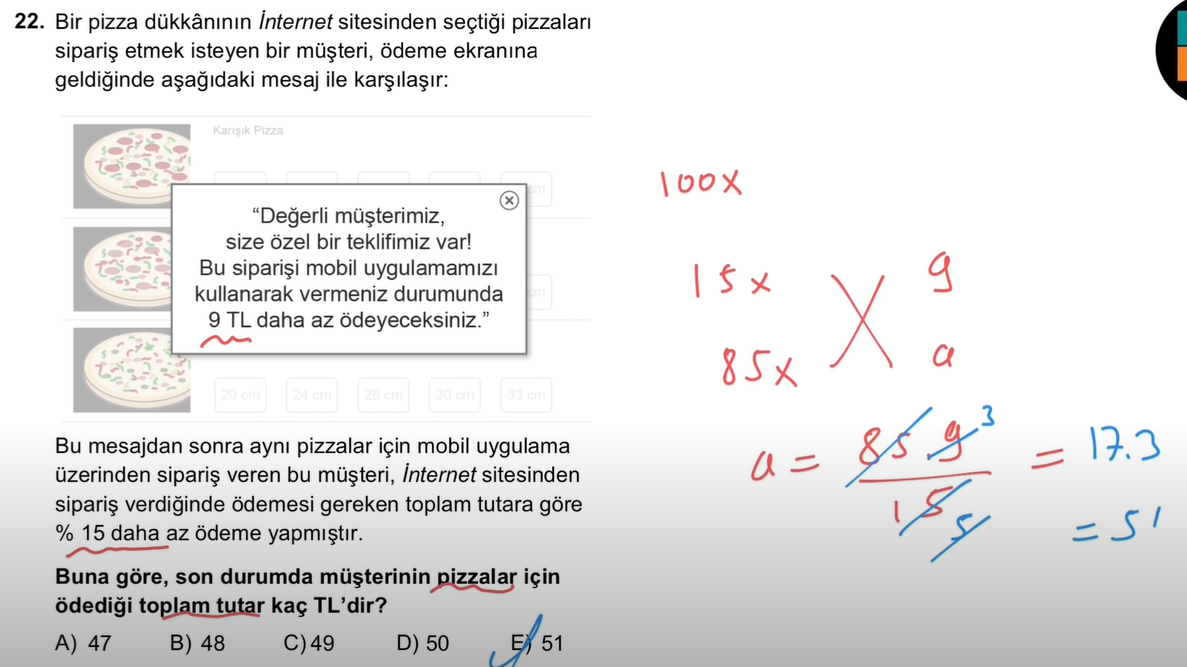 22. Bir pizza dükkânının İnternet sitesinden seçtiği pizzaları
sipariş etmek isteyen bir müşteri, ödeme ekranına
geldiğinde aşağıdaki mesaj ile karşılaşır:
Karışık Pizza
cm
“Değerli müşterimiz,
size özel bir teklifimiz var!
Bu siparişi mobil uygulamamızı
kullanarak vermeniz durumunda
9 TL daha az ödeyeceksiniz.”
cm
20 cm 24 cm 28 cm 30 cm 33 cm
Bu mesajdan sonra aynı pizzalar için mobil uygulama
üzerinden sipariş veren bu müşteri, İnternet sitesinden
sipariş verdiğinde ödemesi gereken toplam tutara göre
% 15 daha az ödeme yapmıştır.
Buna göre, son durumda müşterinin pizzalar için
ödediği toplam tutar kaç TL’dir?
A) 47 B) 48 C) 49 D) 50 E) 51
100x
15x 9
85x a
a = 85 9 3 = 17.3
15 5 = 51